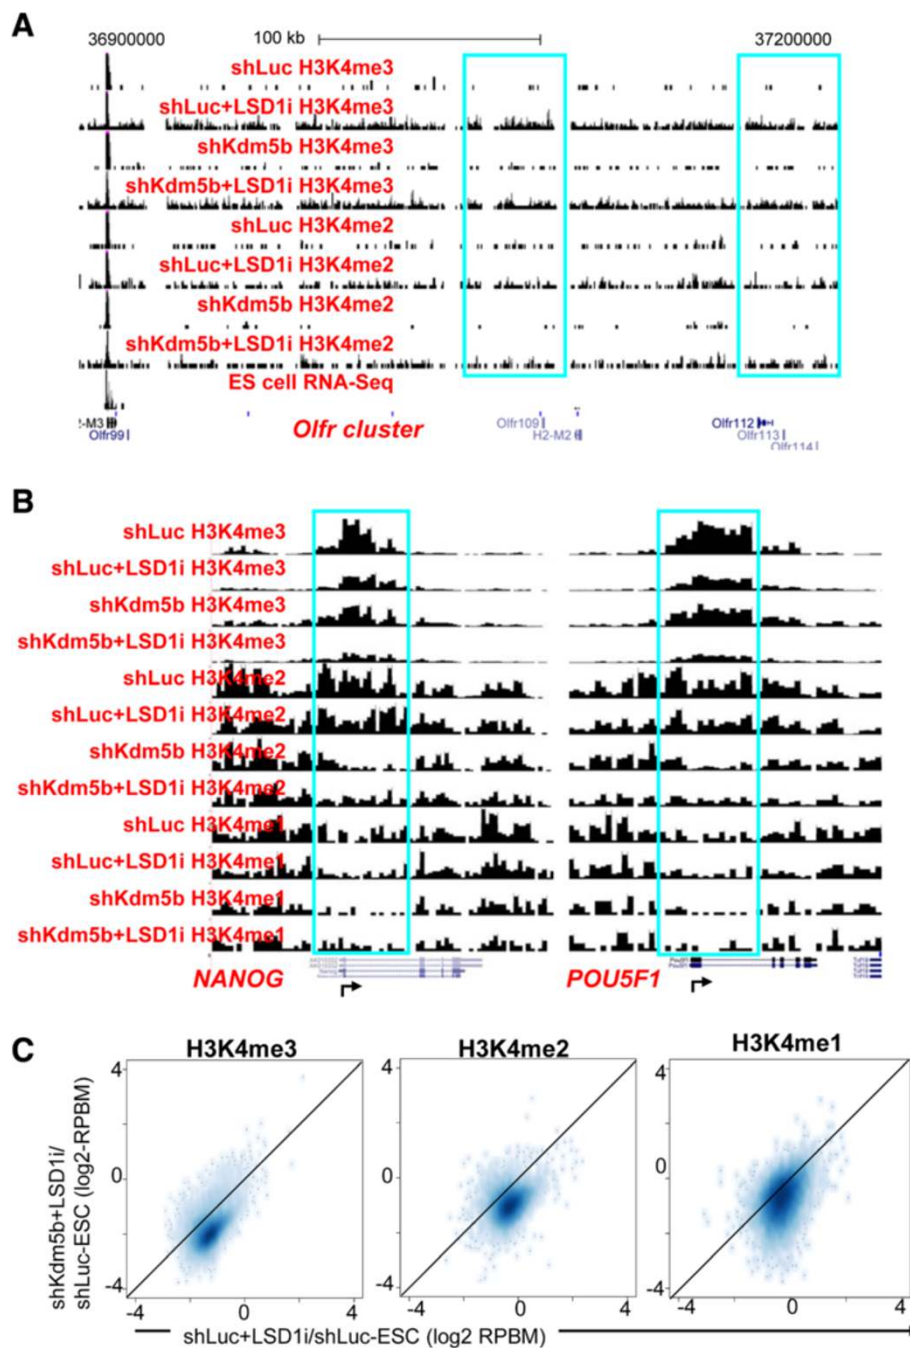 A
36900000 100 kb 37200000
shLuc H3K4me3
shLuc+LSD1i H3K4me3
shKdm5b H3K4me3
shKdm5b+LSD1i H3K4me3
shLuc H3K4me2
shLuc+LSD1i H3K4me2
shKdm5b H3K4me2
shKdm5b+LSD1i H3K4me2
ES cell RNA-Seq
2-M3
Olfr99
Olfr cluster
Olfr109
H2-M2
Olfr112
Olfr113
Olfr114
B
shLuc H3K4me3
shLuc+LSD1i H3K4me3
shKdm5b H3K4me3
shKdm5b+LSD1i H3K4me3
shLuc H3K4me2
shLuc+LSD1i H3K4me2
shKdm5b H3K4me2
shKdm5b+LSD1i H3K4me2
shLuc H3K4me1
shLuc+LSD1i H3K4me1
shKdm5b H3K4me1
shKdm5b+LSD1i H3K4me1
NANOG POU5F1
C
H3K4me3 H3K4me2 H3K4me1
shKdm5b+LSD1i/
shLuc-ESC (log2-RPBM)
4 4 4
0 0 0
-4 -4 -4
-4 0 4 -4 0 4 -4 0 4
shLuc+LSD1i/shLuc-ESC (log2 RPBM)